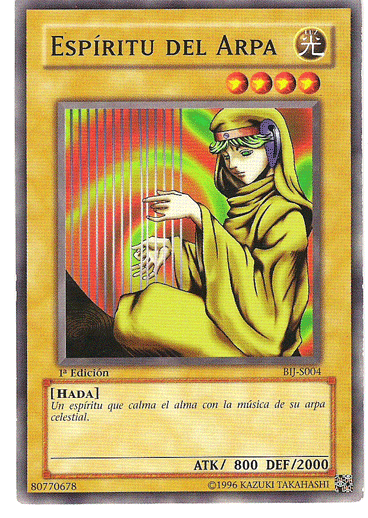 ESPÍRITU DEL ARPA
光
1ª Edición
BIJ-S004
[HADA]
Un espíritu que calma el alma con la música de su arpa
celestial.
ATK/ 800 DEF/2000
80770678
©1996 KAZUKI TAKAHASHI